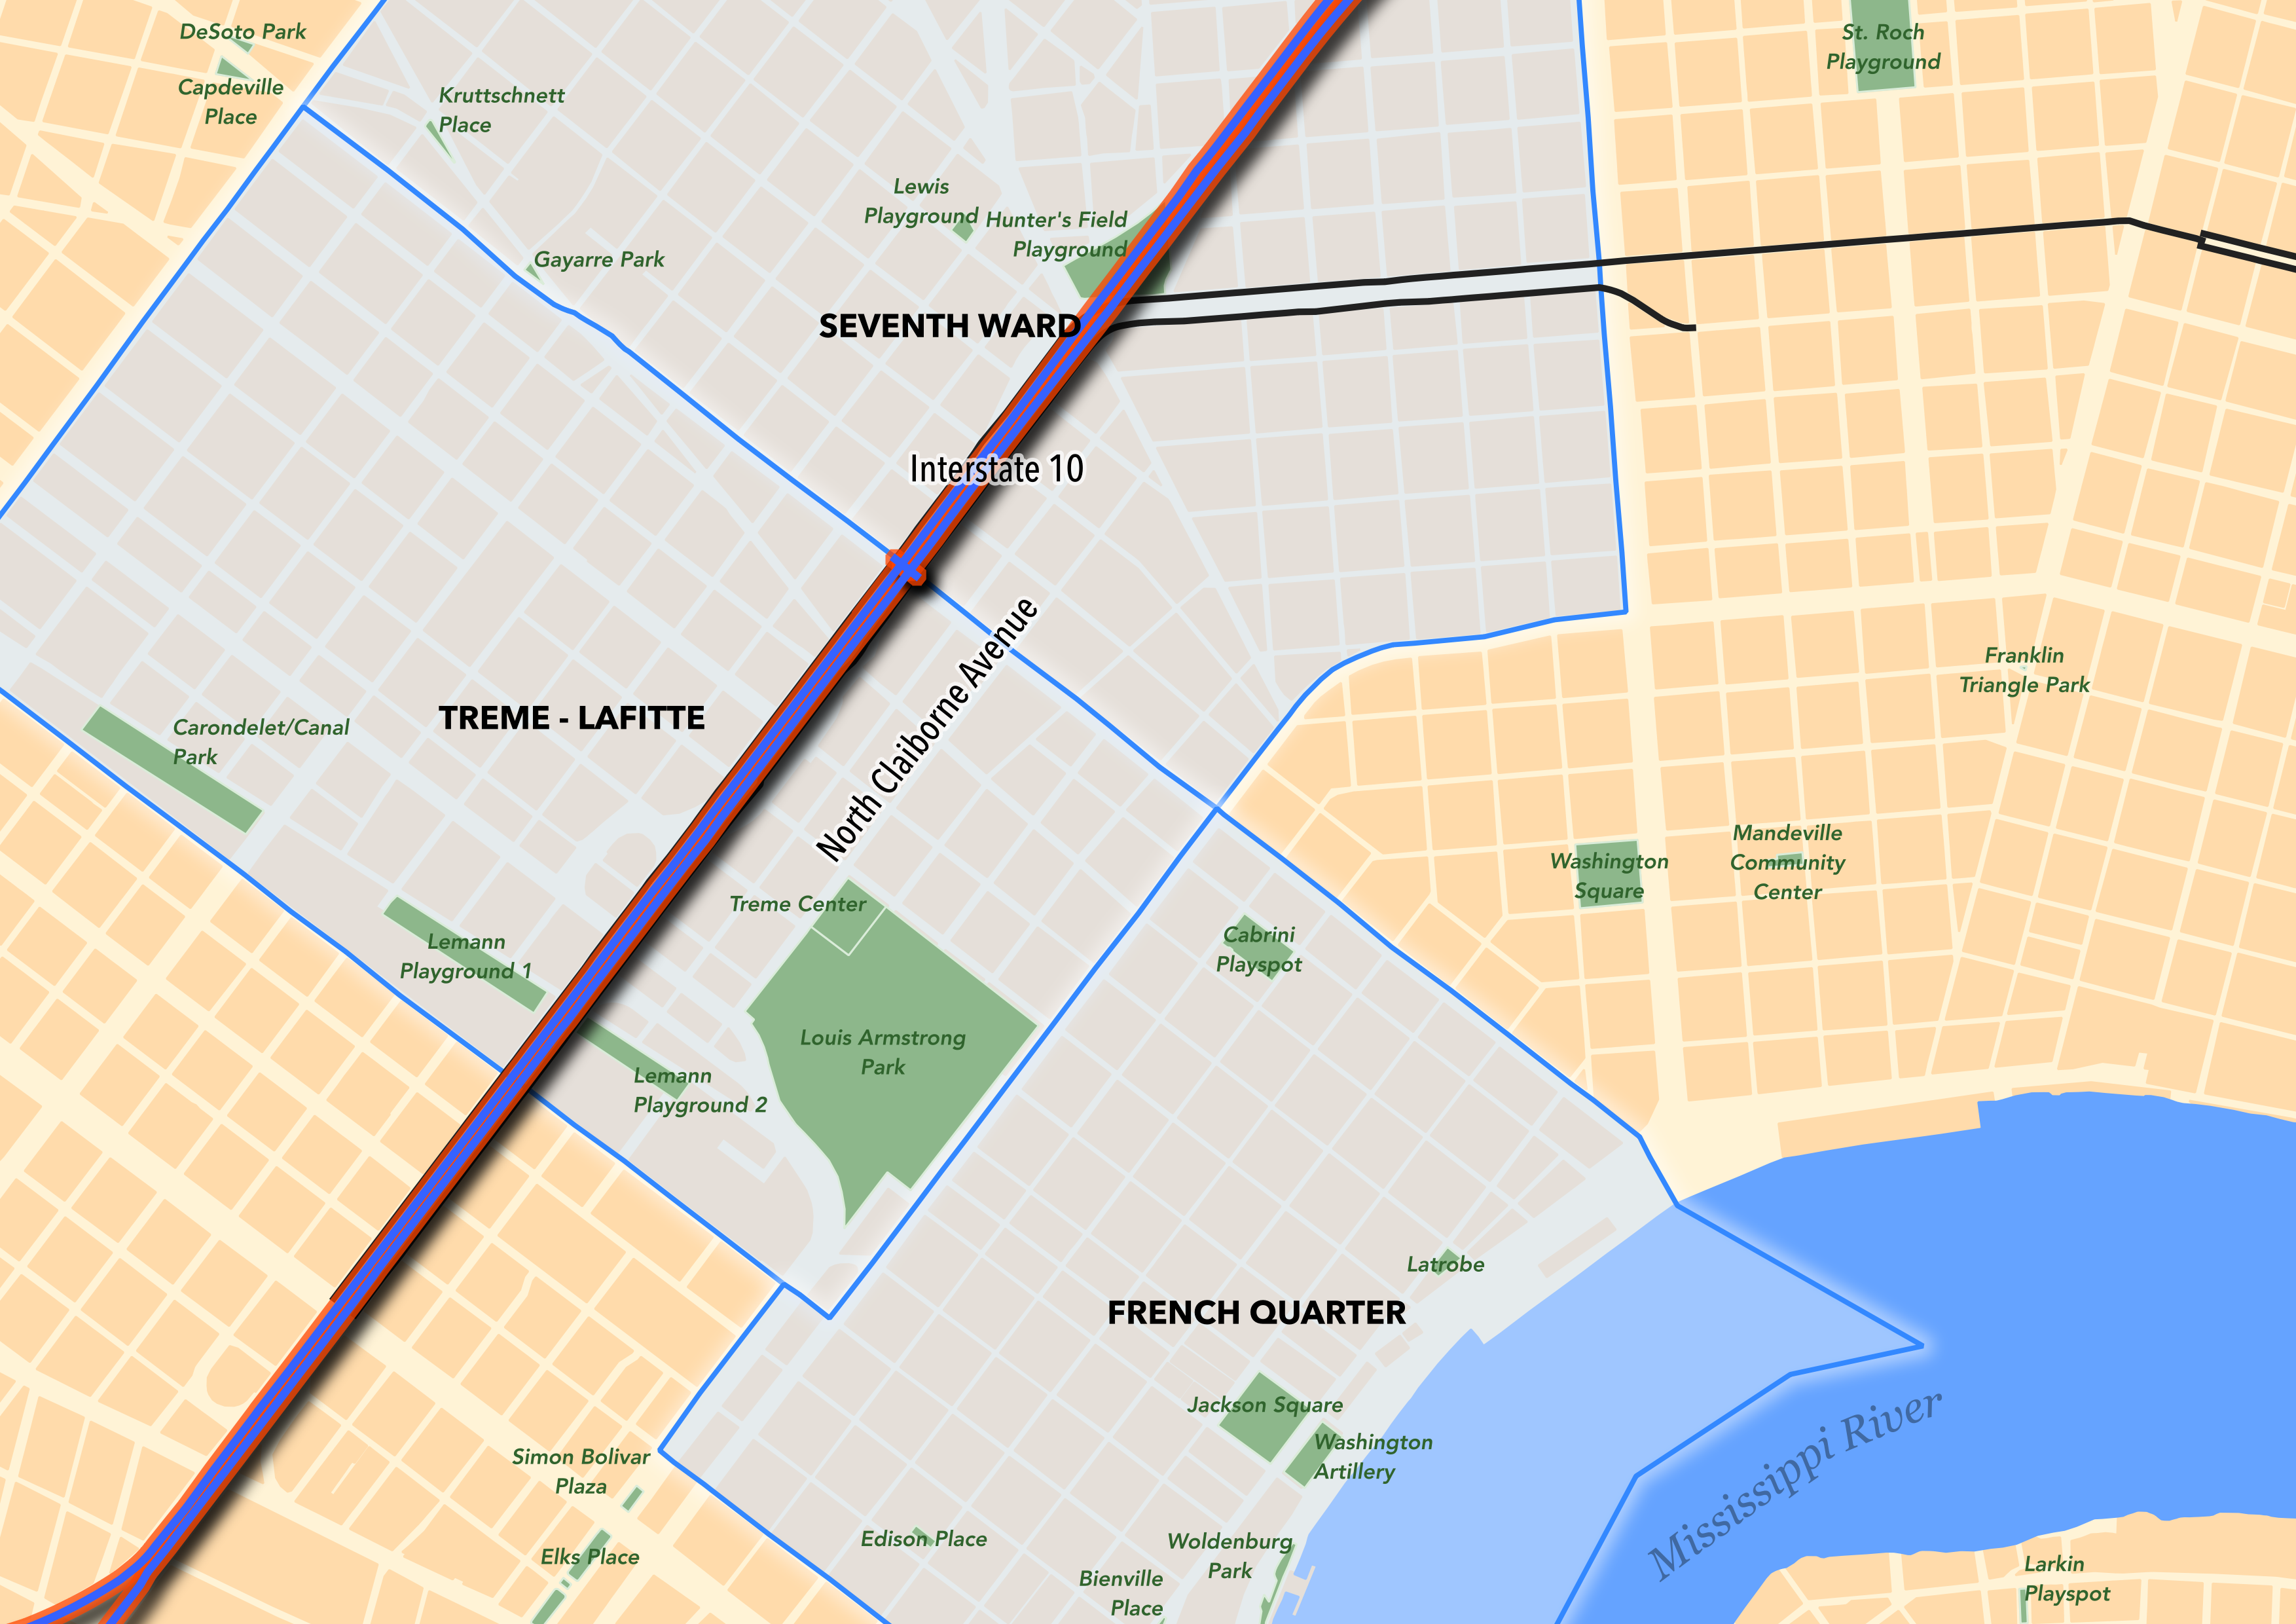 DeSoto Park
Capdeville
Place
Kruttschnett
Place
St. Roch
Playground
Lewis
Playground
Hunter's Field
Playground
Gayarre Park
SEVENTH WARD
Interstate 10
North Claiborne Avenue
Franklin
Triangle Park
TREME - LAFITTE
Carondelet/Canal
Park
Mandeville
Community
Center
Washington
Square
Treme Center
Cabrini
Playspot
Lemann
Playground 1
Louis Armstrong
Park
Lemann
Playground 2
Latrobe
FRENCH QUARTER
Jackson Square
Washington
Artillery
Mississippi River
Simon Bolivar
Plaza
Edison Place
Woldenburg
Park
Elks Place
Bienville
Place
Larkin
Playspot